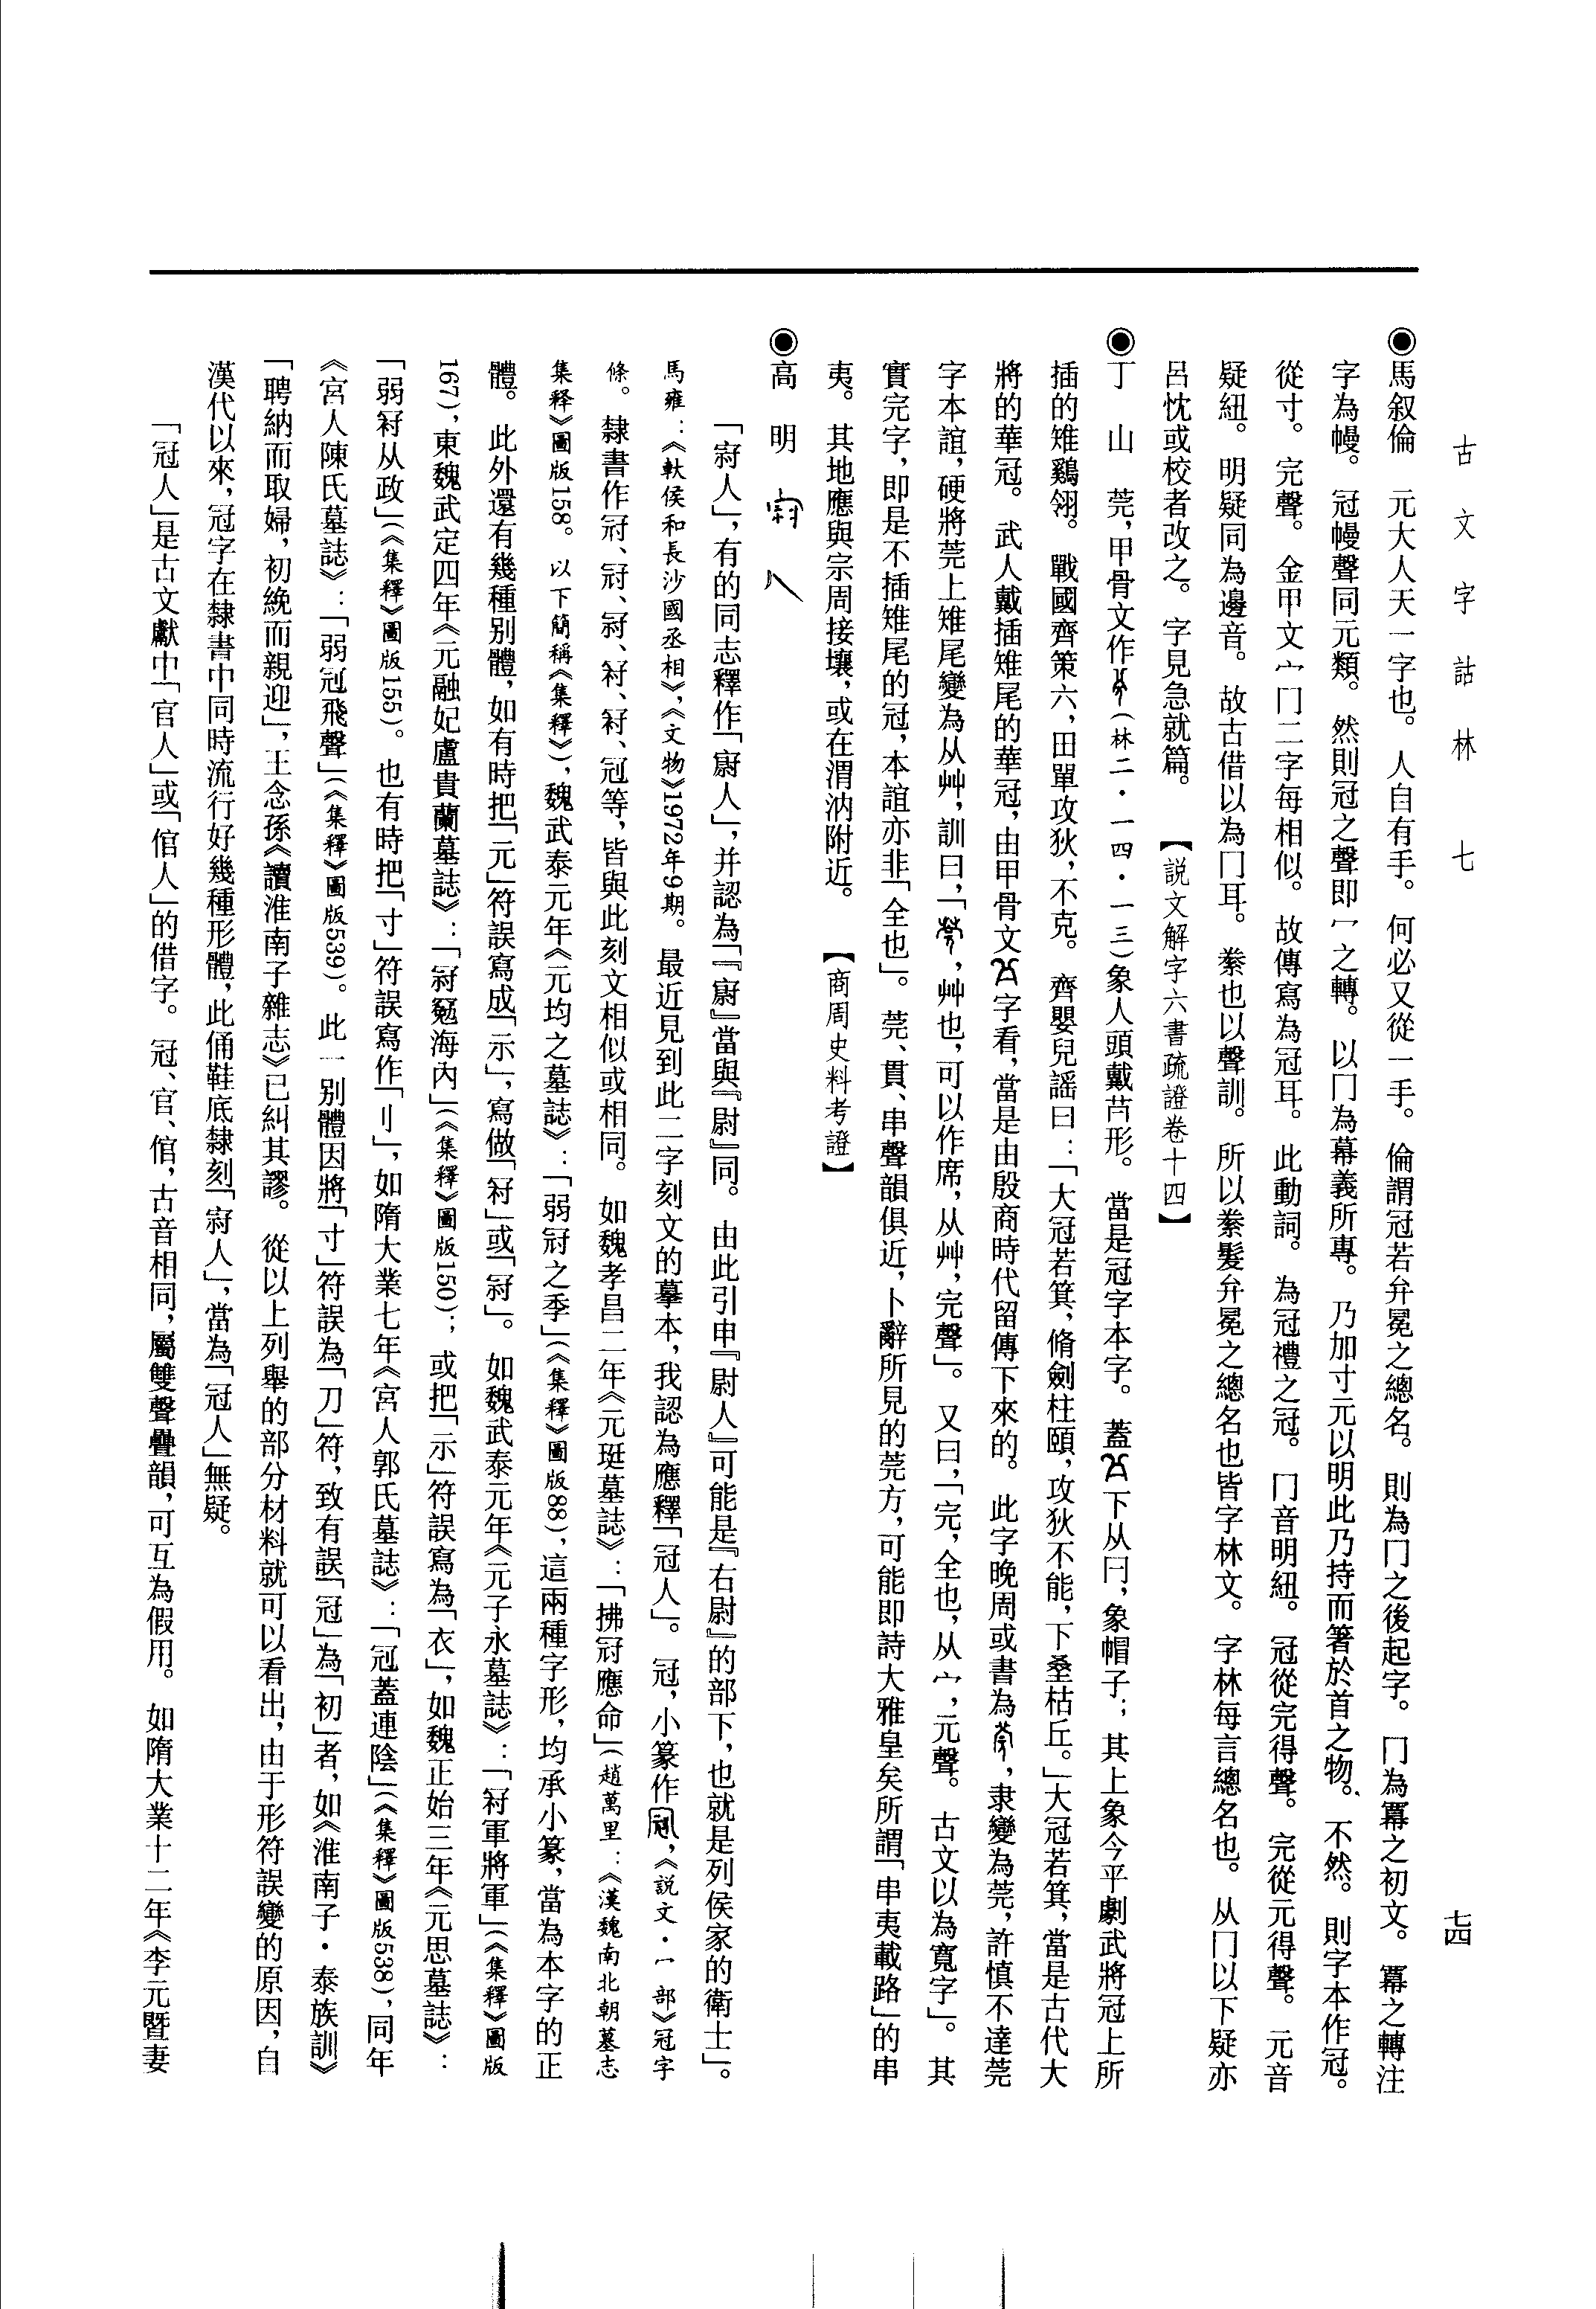 古文字詁林　七
七四
◉馬叙倫　元大人天一字也。人自有手。何必又從一手。倫謂冠若弁冕之總名。則為冂之後起字。冂為冪之初文。冪之轉注
字為幔。冠幔聲同元類。然則冠之聲即冖之轉。以冂為幕義所專。乃加寸元以明此乃持而箸於首之物。不然。則字本作冠。
從寸。完聲。金甲文宀冂二字每相似。故傳寫為冠耳。此動詞。為冠禮之冠。冂音明紐。冠從完得聲。完從元得聲。元音
疑紐。明疑同為邊音。故古借以為冂耳。絭也以聲訓。所以絭髮弁冕之總名也皆字林文。字林每言總名也。从冂以下疑亦
呂忱或校者改之。字見急就篇。【説文解字六書疏證卷十四】
◉丁　山　莞，甲骨文作（林二・一四・一三）象人頭戴芇形。當是冠字本字。蓋下从冃，象帽子；其上象今平劇武將冠上所
插的雉鷄翎。戰國齊策六，田單攻狄，不克。齊嬰兒謡曰：「大冠若箕，脩劍柱頤，攻狄不能，下壘枯丘。」大冠若箕，當是古代大
將的華冠。武人戴插雉尾的華冠，由甲骨文字看，當是由殷商時代留傳下來的。此字晚周或書為，隶變為莞，許慎不達莞
字本誼，硬將莞上雉尾變為从艸，訓曰，「，艸也，可以作席，从艸，完聲」。又曰，「完，全也，从宀，元聲。古文以為寬字」。其
實完字，即是不插雉尾的冠，本誼亦非「全也」。莞、貫、串聲韻俱近，卜辭所見的莞方，可能即詩大雅皇矣所謂「串夷載路」的串
夷。其地應與宗周接壤，或在渭汭附近。【商周史料考證】
◉高　明
「㝴人」，有的同志釋作「㝴人」，并認為「『㝴』當與『尉』同。由此引申『尉人』可能是『右尉』的部下，也就是列侯家的衛士」。
馬雍：《軑侯和長沙國丞相》，《文物》1972年9期。最近見到此二字刻文的摹本，我認為應釋「冠人」。冠，小篆作，《説文・冖部》冠字
條。隸書作冠、等，皆與此刻文相似或相同。如魏孝昌二年《元珽墓誌》：「拂冠應命」（趙萬里：《漢魏南北朝墓志
集释》圖版158。以下簡稱《集釋》），魏武泰元年《元均之墓誌》：「弱冠之季」（《集釋》圖版88），這兩種字形，均承小篆，當為本字的正
體。此外還有幾種别體，如有時把「元」符誤寫成「示」，寫做「」或「」。如魏武泰元年《元子永墓誌》：「軍將軍」（《集釋》圖版
167），東魏武定四年《元融妃盧貴蘭墓誌》：「冕海內」（《集釋》圖版150）；或把「示」符誤寫為「衣」，如魏正始三年《元思墓誌》：
「弱从政」（《集釋》圖版155）。也有時把「寸」符誤寫作「刂」，如隋大業七年《宮人郭氏墓誌》：「冠蓋連陰」（《集釋》圖版538），同年
《宮人陳氏墓誌》：「弱冠飛聲」（《集釋》圖版539）。此一别體因將「寸」符誤為「刀」符，致有誤「冠」為「初」者，如《淮南子・泰族訓》
「聘納而取婦，初絻而親迎」，王念孫《讀淮南子雜志》已糾其謬。從以上列舉的部分材料就可以看出，由于形符誤變的原因，自
漢代以來，冠字在隸書中同時流行好幾種形體，此俑鞋底隸刻「㝴人」，當為「冠人」無疑。
「冠人」是古文獻中「官人」或「倌人」的借字。冠、官、倌，古音相同，屬雙聲疊韻，可互為假用。如隋大業十二年《李元暨妻